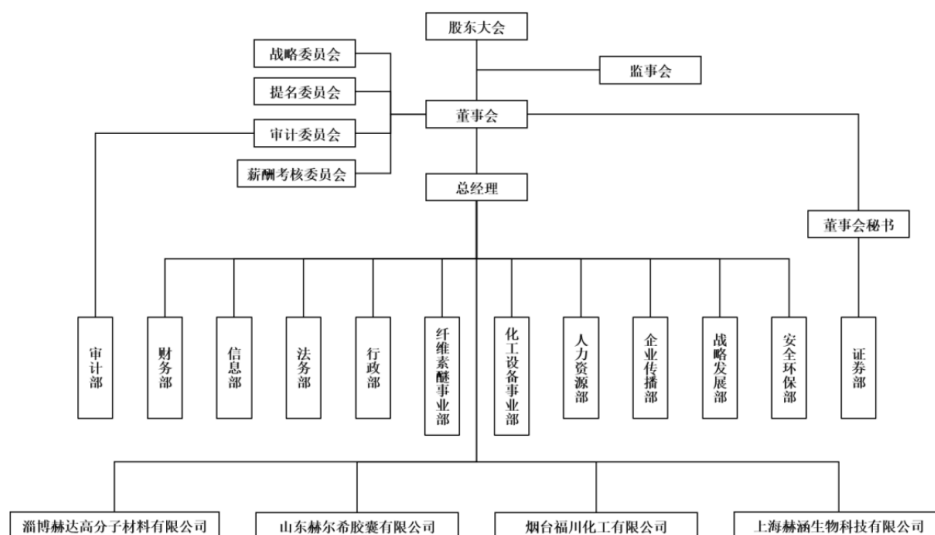 股东大会
战略委员会
监事会
提名委员会
董事会
审计委员会
薪酬考核委员会
总经理
董事会秘书
审计部
财务部
信息部
法务部
行政部
纤维素醚事业部
化工设备事业部
人力资源部
企业传播部
战略发展部
安全环保部
证券部
淄博赫达高分子材料有限公司
山东赫尔希胶囊有限公司
烟台福川化工有限公司
上海赫涵生物科技有限公司